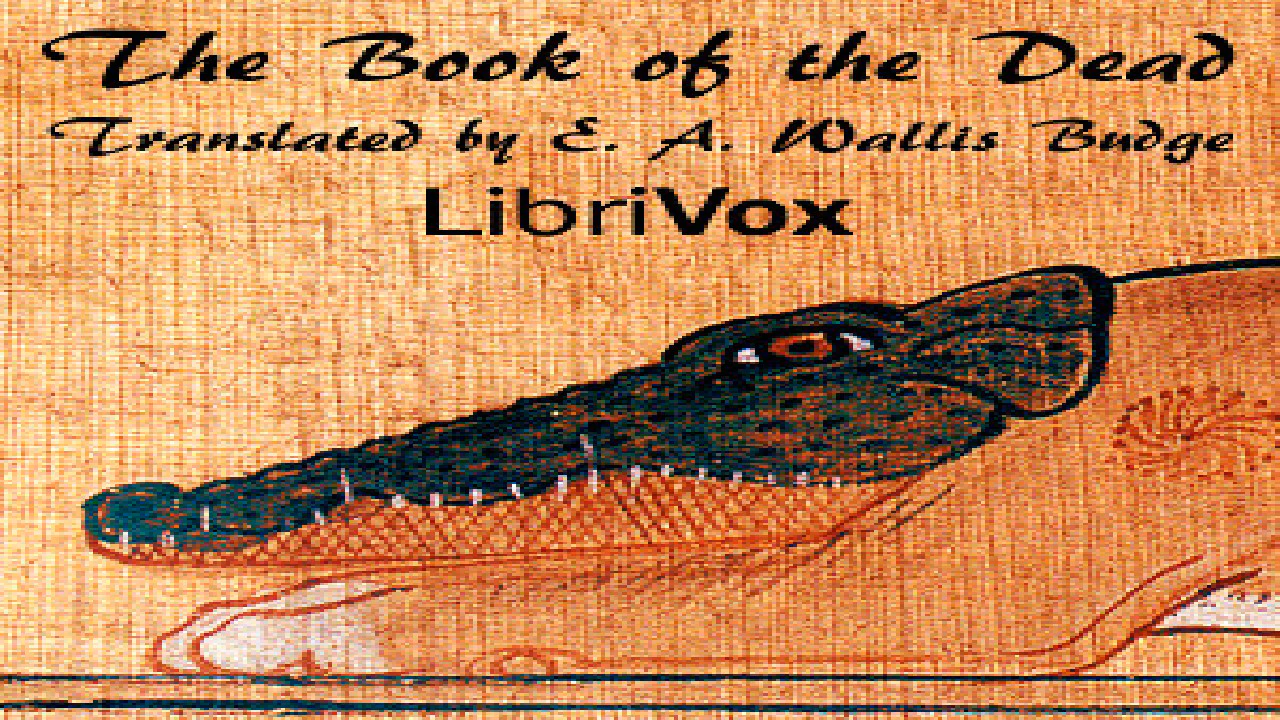 The Book of the Dead
Translated by E. A. Wallis Budge
LibriVox